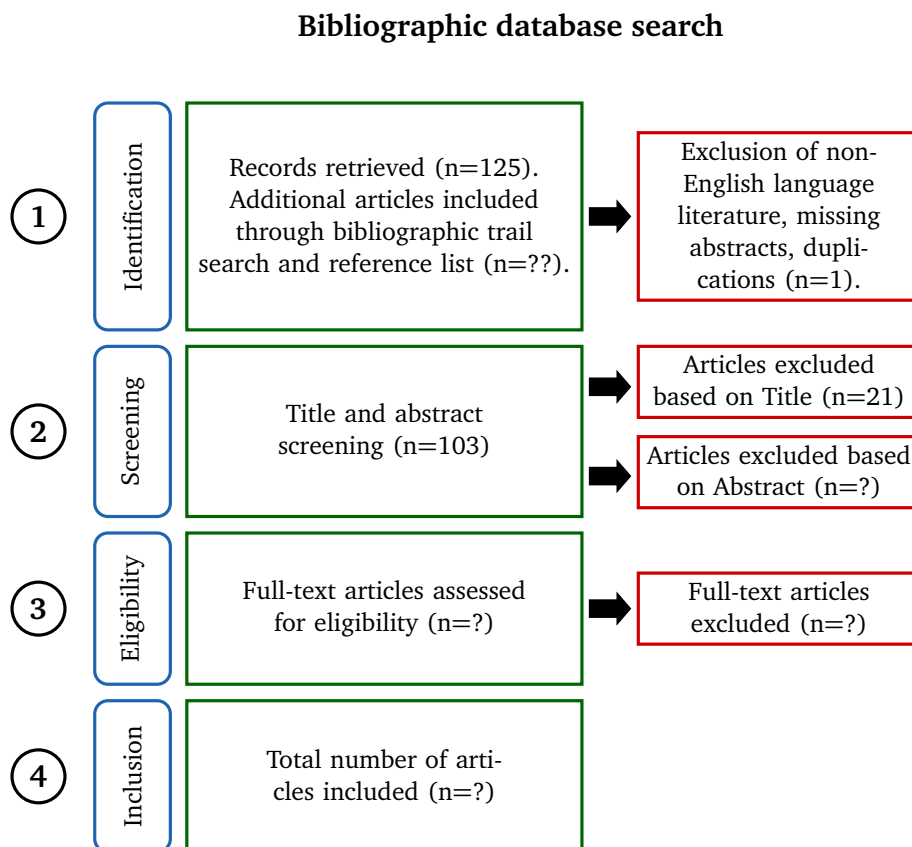 Bibliographic database search
1
Identification
Records retrieved (n=125).
Additional articles included
through bibliographic trail
search and reference list (n=??).
Exclusion of non-
English language
literature, missing
abstracts, dupli-
cations (n=1).
2
Screening
Title and abstract
screening (n=103)
Articles excluded
based on Title (n=21)
Articles excluded based
on Abstract (n=?)
3
Eligibility
Full-text articles assessed
for eligibility (n=?)
Full-text articles
excluded (n=?)
4
Inclusion
Total number of arti-
cles included (n=?)